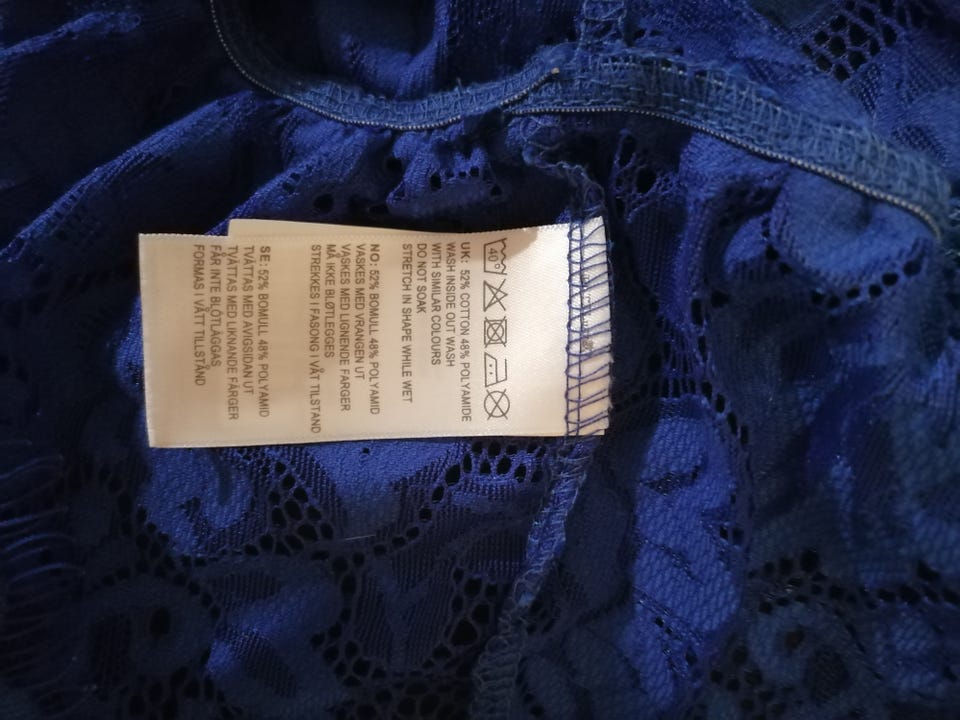 40°
UK: 52% COTTON 48% POLYAMIDE
WASH INSIDE OUT WASH
WITH SIMILAR COLOURS
DO NOT SOAK
STRETCH IN SHAPE WHILE WET
NO: 52% BOMULL 48% POLYAMID
VASKES MED VRANGEN UT
VASKES MED LIGNENDE FARGER
MÅ IKKE BLØTLEGGES
STREKKES I FASONG I VÅT TILSTAND
SE: 52% BOMULL 48% POLYAMID
TVÄTTAS MED AVIGSIDAN UT
TVÄTTAS MED LIKNANDE FÄRGER
FÅR INTE BLÖTLÄGGAS
FORMAS I VÅTT TILLSTÅND